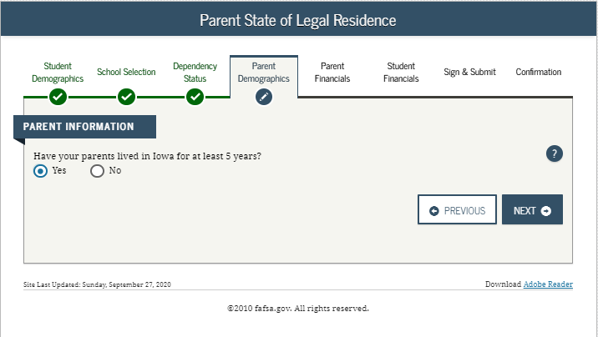 Parent State of Legal Residence
Student Demographics
School Selection
Dependency Status
Parent Demographics
Parent Financials
Student Financials
Sign & Submit
Confirmation
PARENT INFORMATION
Have your parents lived in Iowa for at least 5 years?
?
Yes No
PREVIOUS NEXT
Site Last Updated: Sunday, September 27, 2020
Download Adobe Reader
©2010 fafsa.gov. All rights reserved.